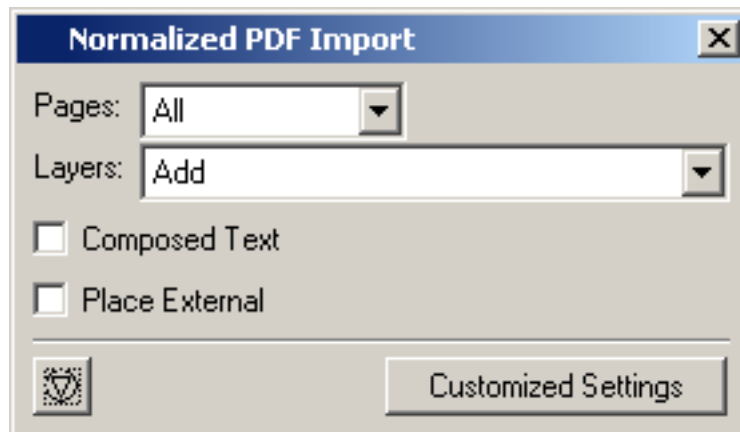 Normalized PDF Import
Pages: All
Layers: Add
Composed Text
Place External
Customized Settings